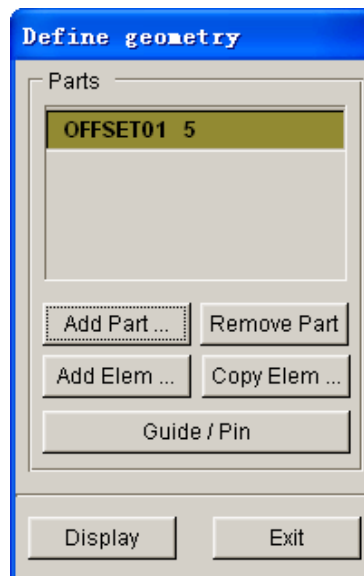 Define geometry
Parts
OFFSET01 5
Add Part ... Remove Part
Add Elem ... Copy Elem ...
Guide / Pin
Display Exit